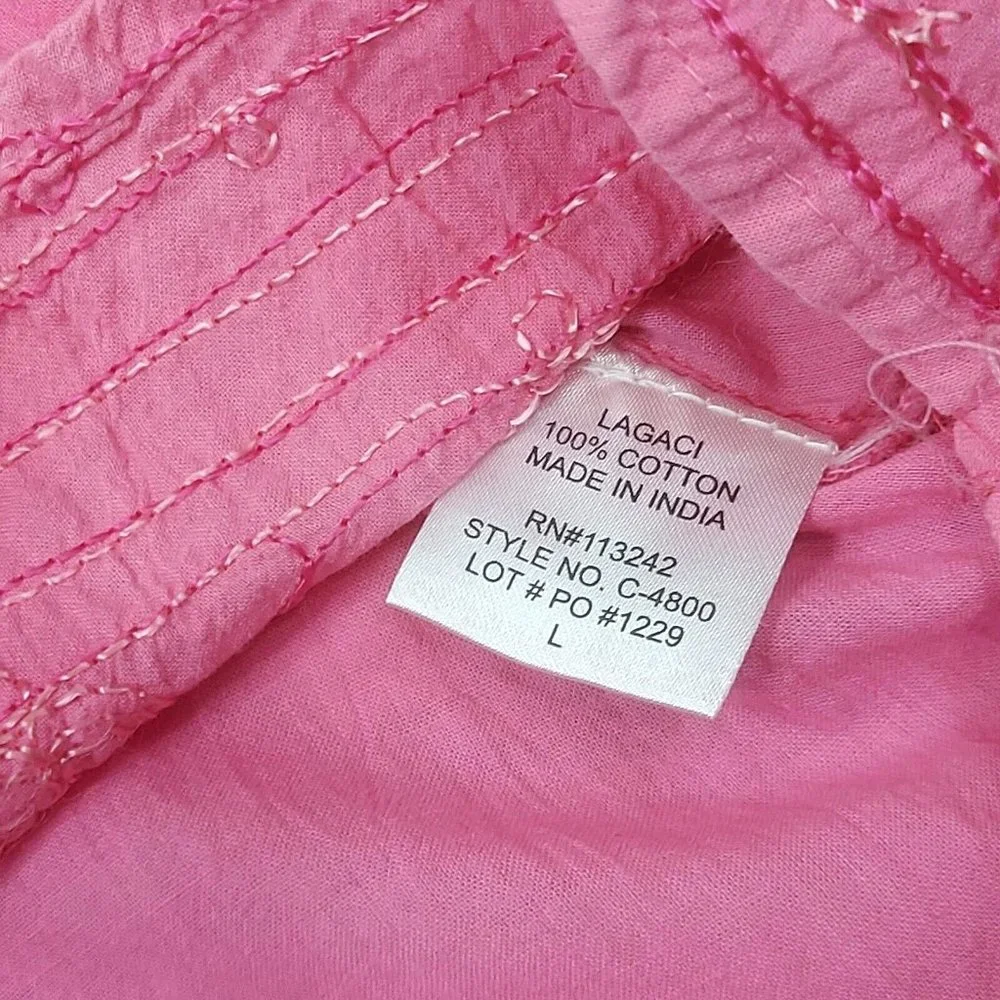 LAGACI
100% COTTON
MADE IN INDIA
RN#113242
STYLE NO. C-4800
LOT # PO #1229
L